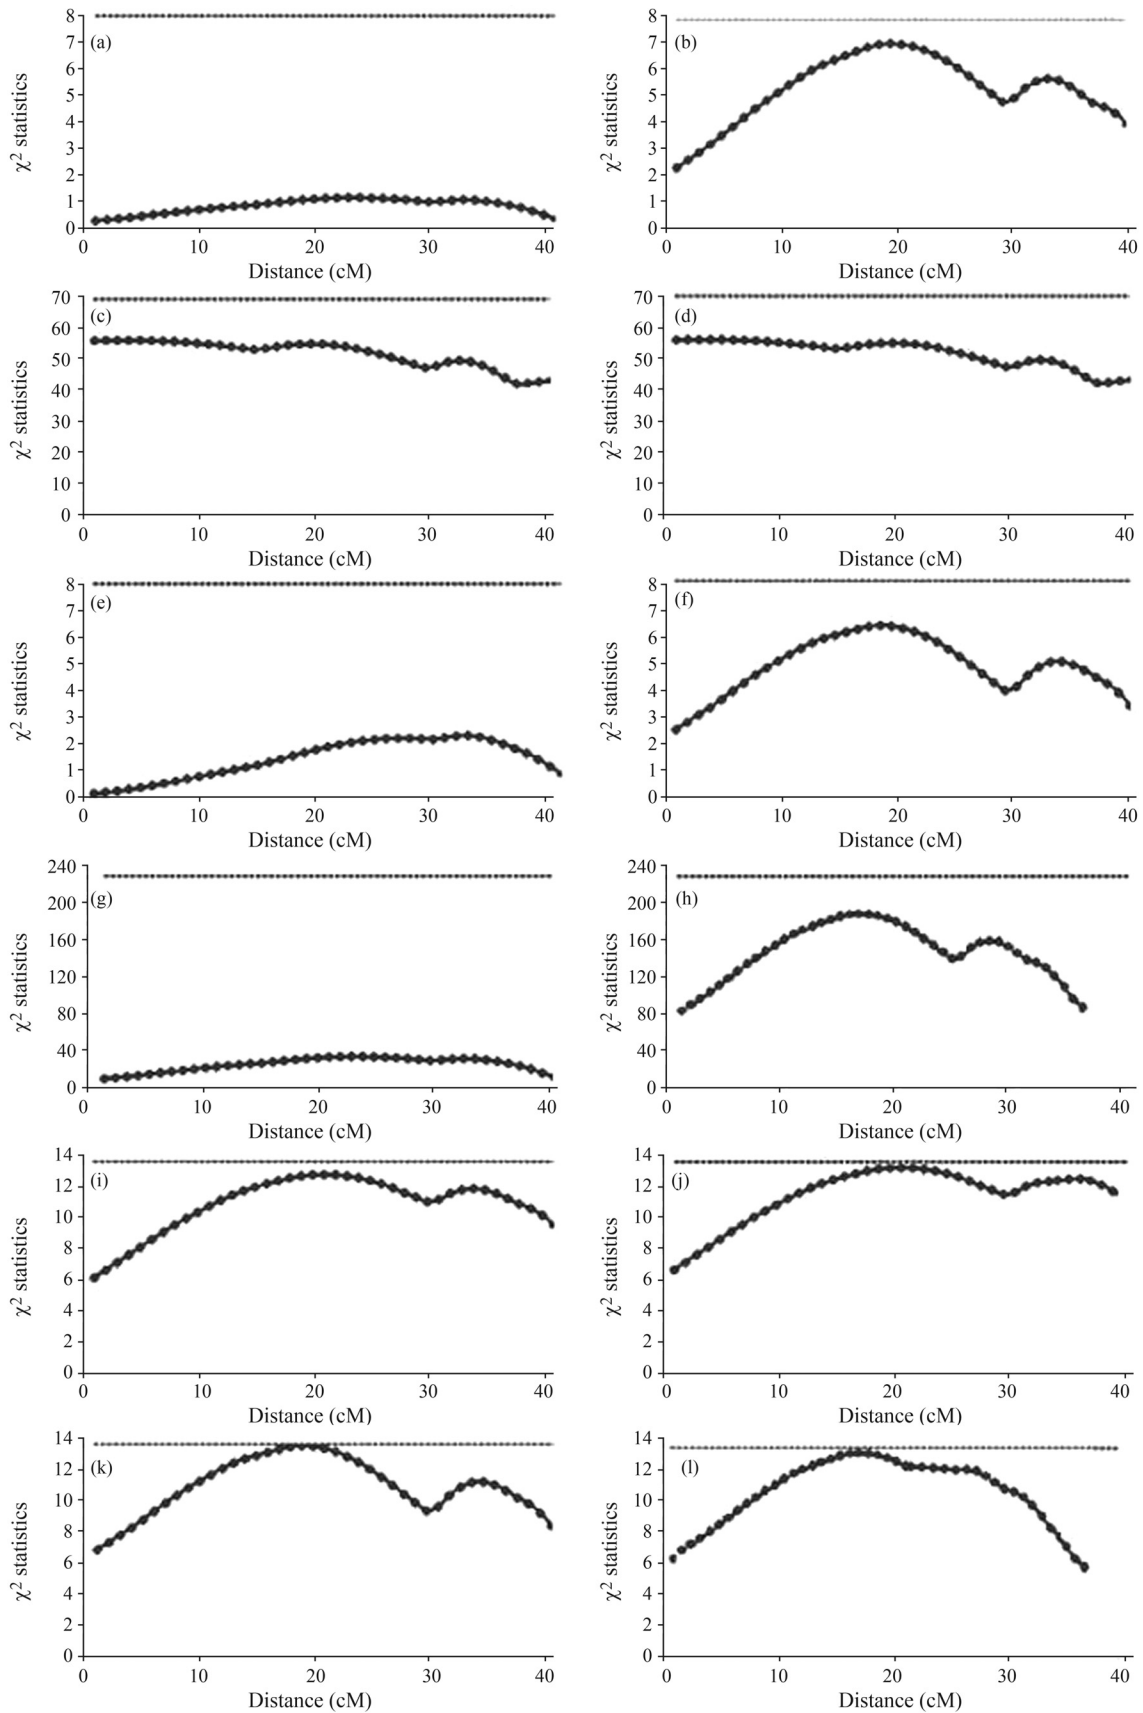 8
7
6
5
4
3
2
1
0
(a)
χ² statistics
0 10 20 30 40
Distance (cM)
8
7
6
5
4
3
2
1
0
(b)
χ² statistics
0 10 20 30 40
Distance (cM)
70
60
50
40
30
20
10
0
(c)
χ² statistics
0 10 20 30 40
Distance (cM)
70
60
50
40
30
20
10
0
(d)
χ² statistics
0 10 20 30 40
Distance (cM)
8
7
6
5
4
3
2
1
0
(e)
χ² statistics
0 10 20 30 40
Distance (cM)
8
7
6
5
4
3
2
1
0
(f)
χ² statistics
0 10 20 30 40
Distance (cM)
240
200
160
120
80
40
0
(g)
χ² statistics
0 10 20 30 40
Distance (cM)
240
200
160
120
80
40
0
(h)
χ² statistics
0 10 20 30 40
Distance (cM)
14
12
10
8
6
4
2
0
(i)
χ² statistics
0 10 20 30 40
Distance (cM)
14
12
10
8
6
4
2
0
(j)
χ² statistics
0 10 20 30 40
Distance (cM)
14
12
10
8
6
4
2
0
(k)
χ² statistics
0 10 20 30 40
Distance (cM)
14
12
10
8
6
4
2
0
(l)
χ² statistics
0 10 20 30 40
Distance (cM)